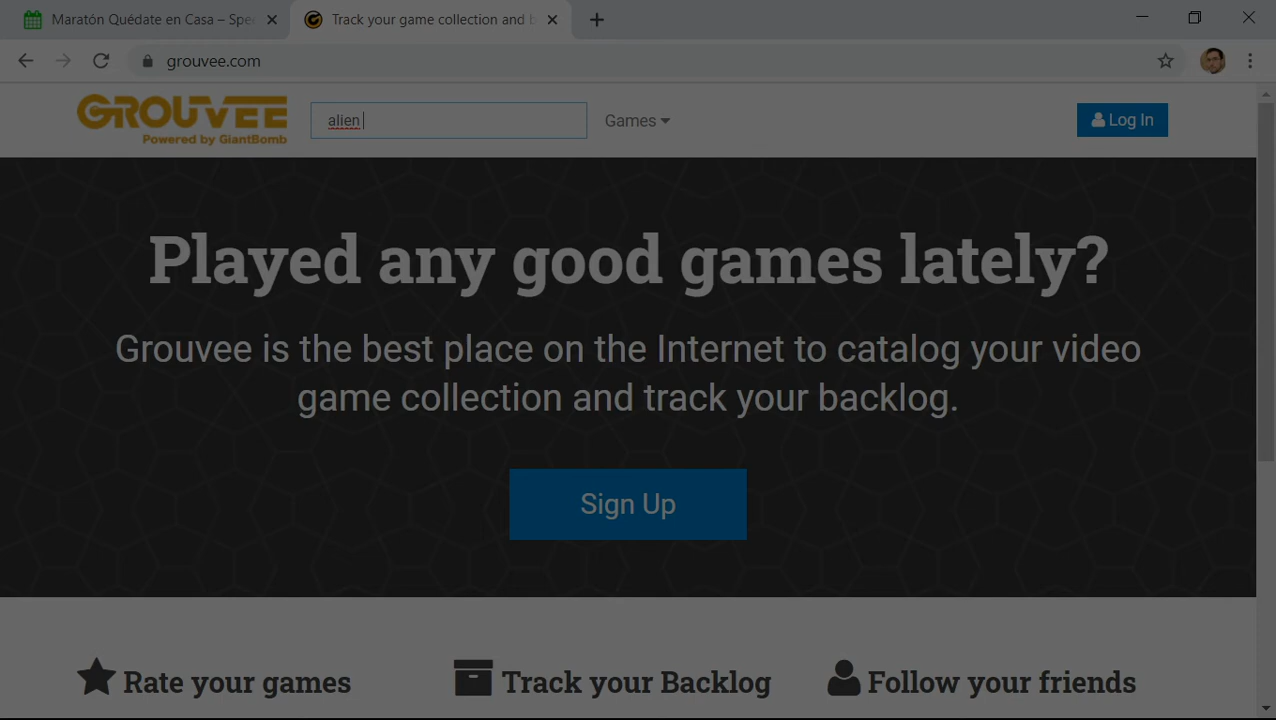 Maratón Quédate en Casa – Spe
Track your game collection and b
grouvee.com
GROUVEE
Powered by GiantBomb
alien
Games
Log In
Played any good games lately?
Grouvee is the best place on the Internet to catalog your video
game collection and track your backlog.
Sign Up
Rate your games
Track your Backlog
Follow your friends